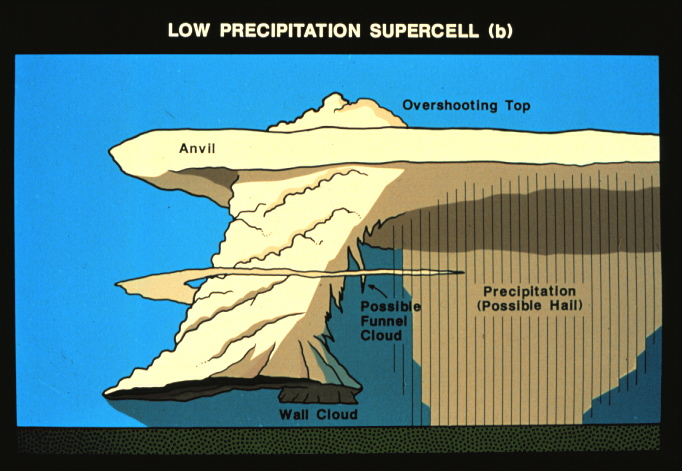 LOW PRECIPITATION SUPERCELL (b)
Overshooting Top
Anvil
Precipitation
(Possible Hail)
Possible
Funnel
Cloud
Wall Cloud